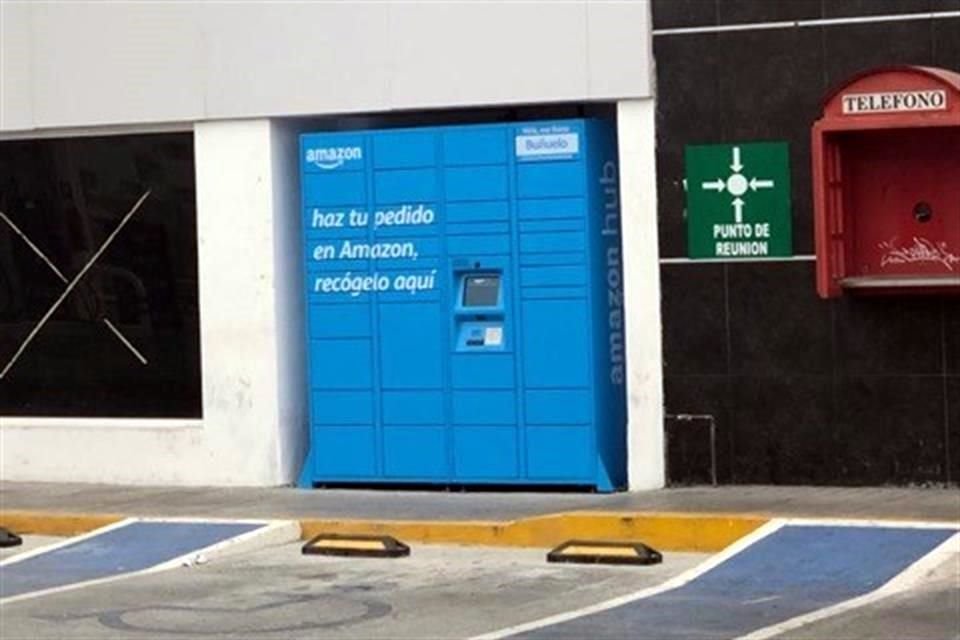 amazon
haz tu pedido
en Amazon,
recógelo aquí
Buñuelo
amazon hub
PUNTO DE
REUNION
TELEFONO